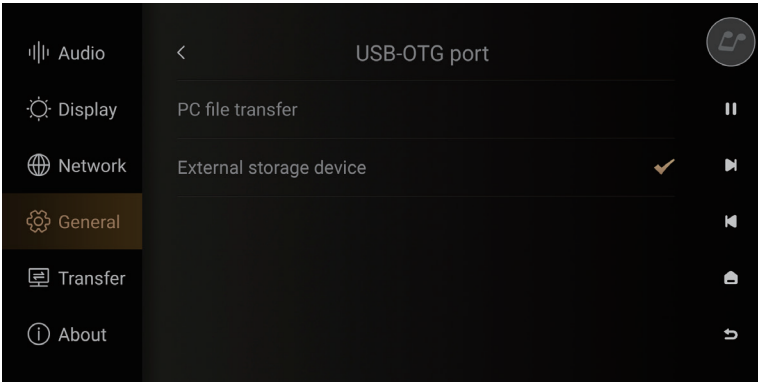 Audio
USB-OTG port
Display
PC file transfer
Network
External storage device
General
Transfer
About